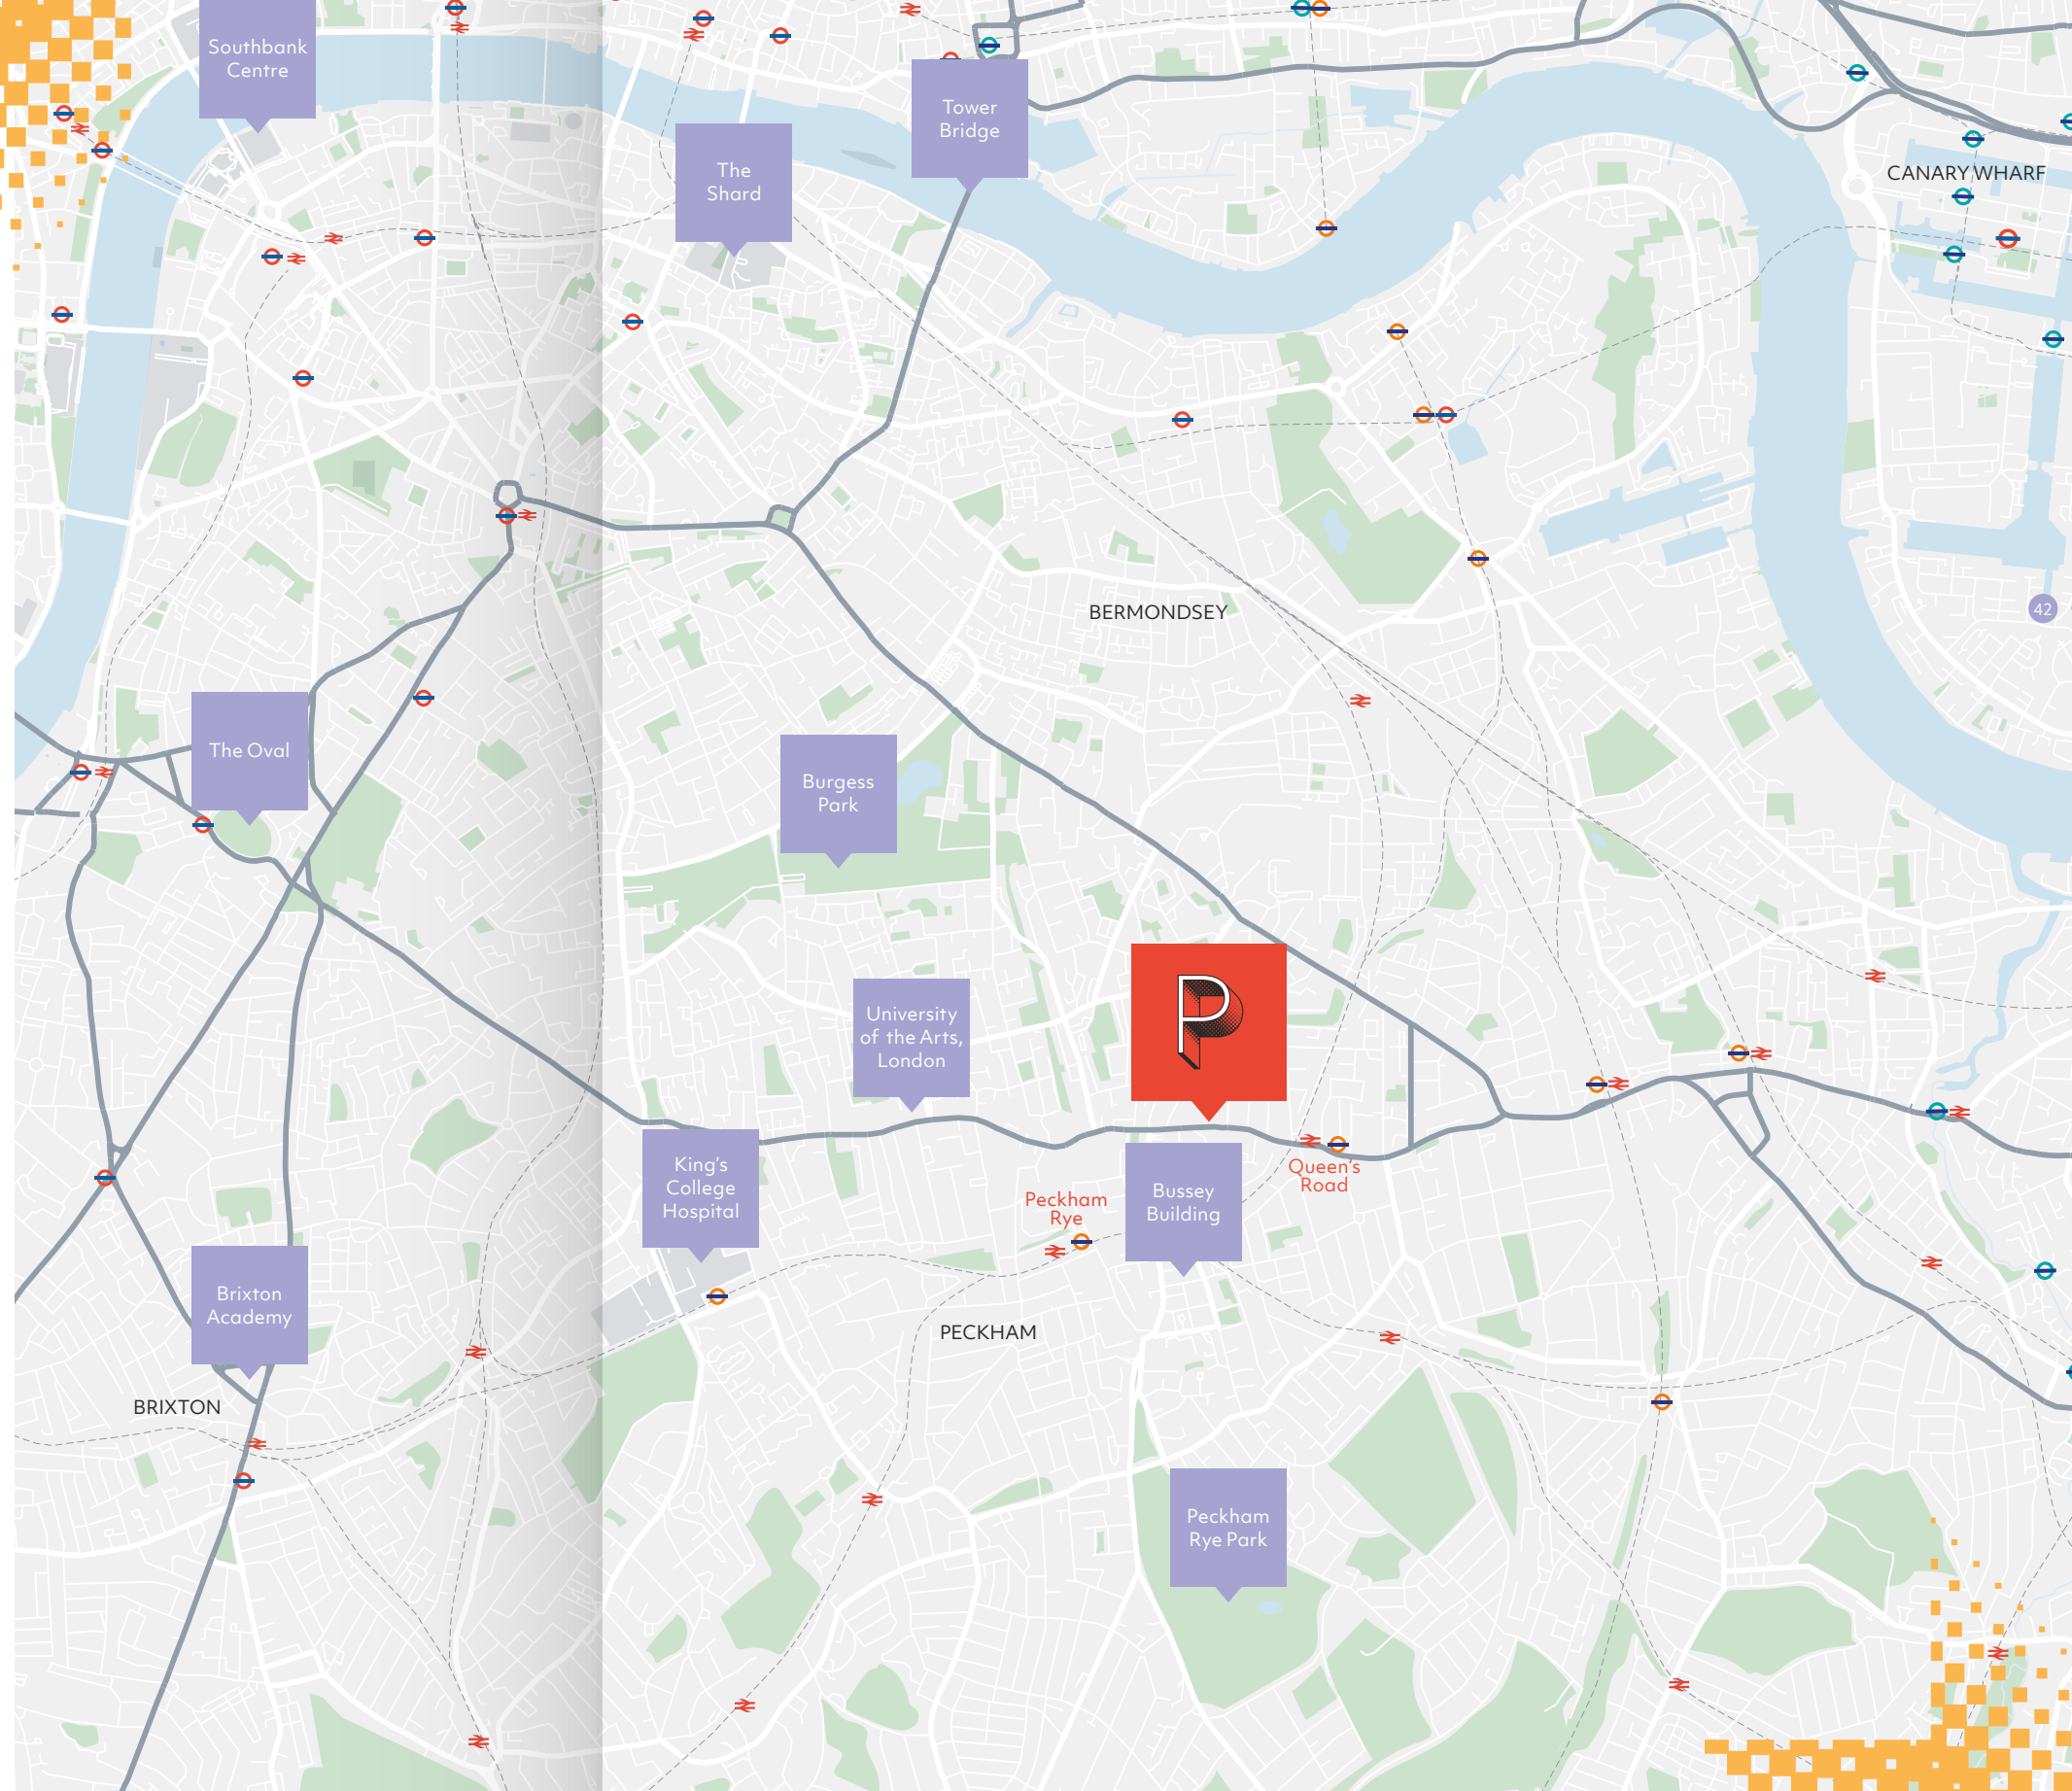 Southbank
Centre
Tower
Bridge
The
Shard
CANARY WHARF
42
BERMONDSEY
The Oval
Burgess
Park
University
of the Arts,
London
P
King's
College
Hospital
Peckham
Rye
Bussey
Building
Queen's
Road
Brixton
Academy
PECKHAM
BRIXTON
Peckham
Rye Park